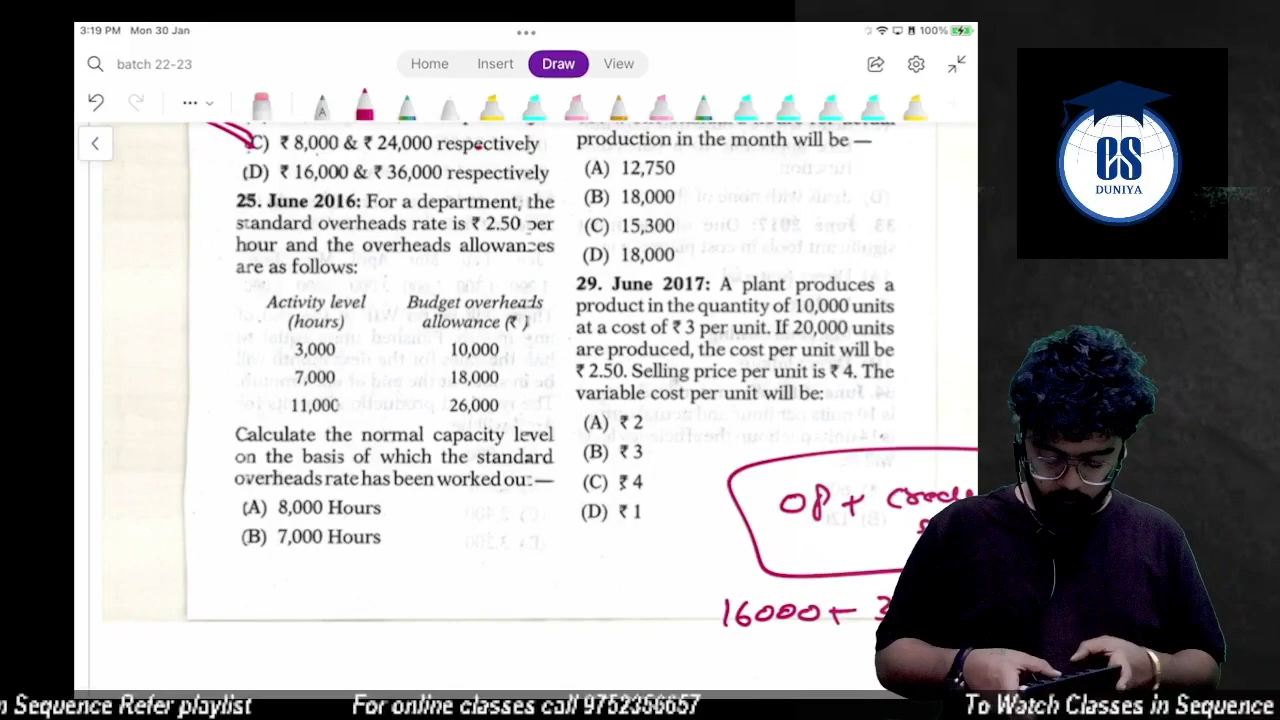 3:19 PM Mon 30 Jan
100%
batch 22-23
Home Insert Draw View
C) ₹ 8,000 & ₹ 24,000 respectively
(D) ₹ 16,000 & ₹ 36,000 respectively
25. June 2016: For a department, the
standard overheads rate is ₹ 2.50 per
hour and the overheads allowances
are as follows:
Activity level Budget overheads
(hours) allowance (₹)
3,000 10,000
7,000 18,000
11,000 26,000
Calculate the normal capacity level
on the basis of which the standard
overheads rate has been worked out —
(A) 8,000 Hours
(B) 7,000 Hours
production in the month will be —
(A) 12,750
(B) 18,000
(C) 15,300
(D) 18,000
29. June 2017: A plant produces a
product in the quantity of 10,000 units
at a cost of ₹ 3 per unit. If 20,000 units
are produced, the cost per unit will be
₹ 2.50. Selling price per unit is ₹ 4. The
variable cost per unit will be:
(A) ₹ 2
(B) ₹ 3
(C) ₹ 4
(D) ₹ 1
OP +
16000 + 3
CS
DUNIYA
n Sequence Refer playlist For online classes call 9752356657 To Watch Classes in Sequence